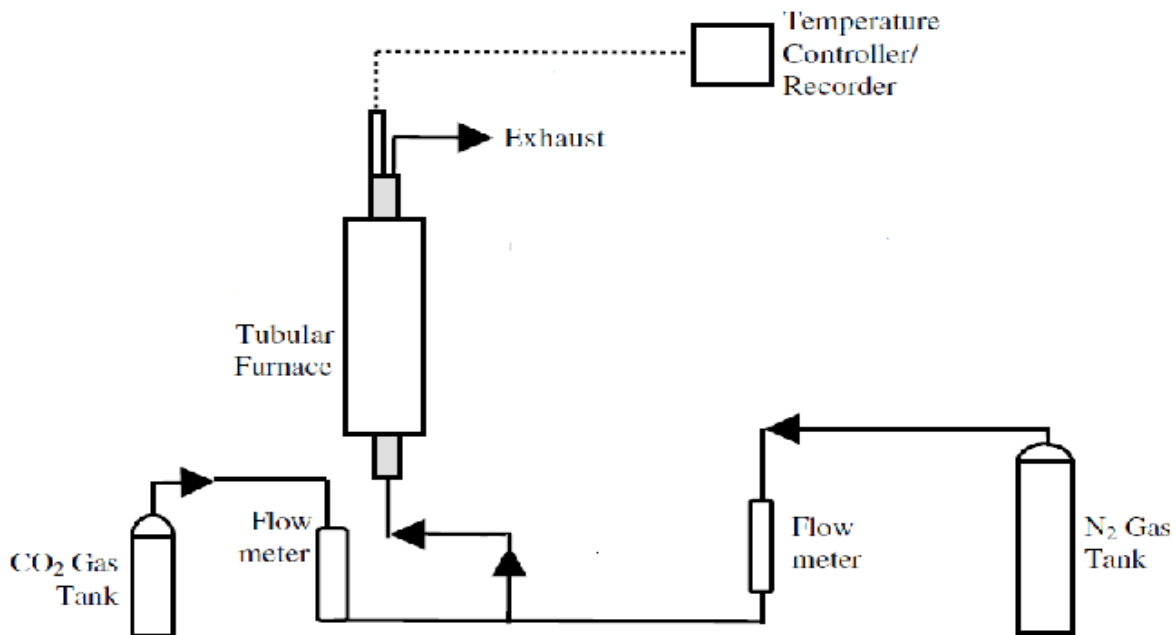 Temperature
Controller/
Recorder
Exhaust
Tubular
Furnace
Flow
meter
CO₂ Gas
Tank
Flow
meter
N₂ Gas
Tank